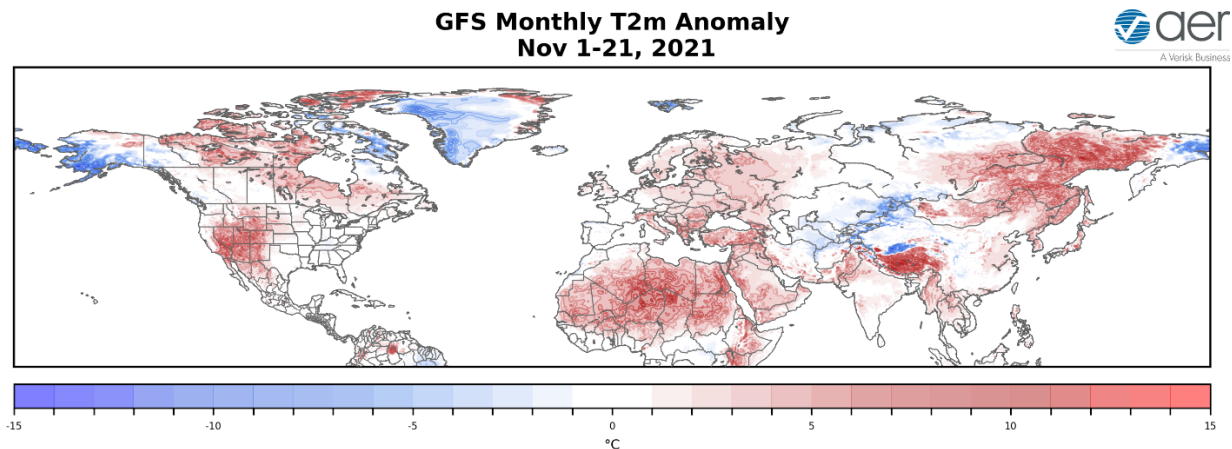 GFS Monthly T2m Anomaly
Nov 1-21, 2021
aer
A Verisk Business
-15 -10 -5 0 5 10 15
°C